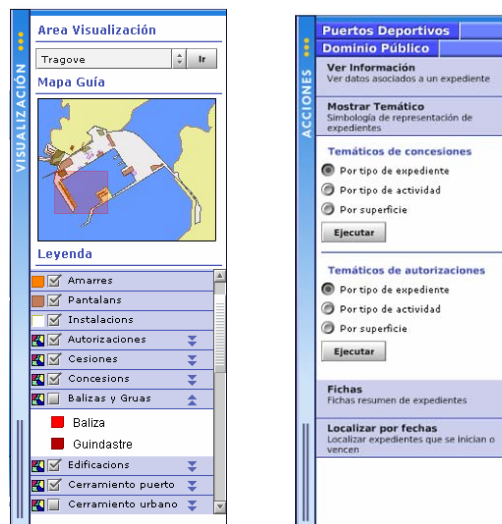 VISUALIZACIÓN
Area Visualización
Tragove
Ir
Mapa Guía
Leyenda
Amarres
Pantalans
Instalacions
Autorizaciones
Cesiones
Concesions
Balizas y Gruas
Baliza
Guindastre
Edificacions
Cerramiento puerto
Cerramiento urbano
ACCIONES
Puertos Deportivos
Dominio Público
Ver Información
Ver datos asociados a un expediente
Mostrar Temático
Simbología de representación de
expedientes
Temáticos de concesiones
Por tipo de expediente
Por tipo de actividad
Por superficie
Ejecutar
Temáticos de autorizaciones
Por tipo de expediente
Por tipo de actividad
Por superficie
Ejecutar
Fichas
Fichas resumen de expedientes
Localizar por fechas
Localizar expedientes que se inician o
vencen